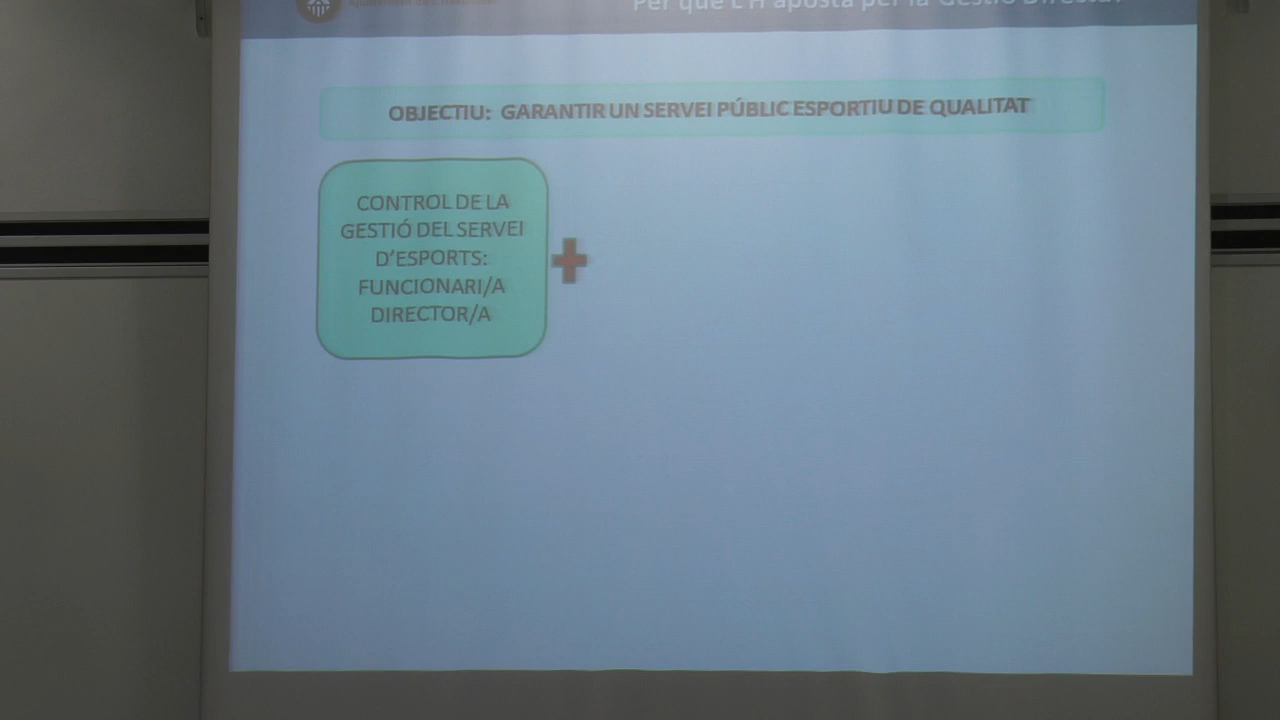 Per què L'H aposta per la Gestió Directa?
OBJECTIU: GARANTIR UN SERVEI PÚBLIC ESPORTIU DE QUALITAT
CONTROL DE LA
GESTIÓ DEL SERVEI
D'ESPORTS:
FUNCIONARI/A
DIRECTOR/A